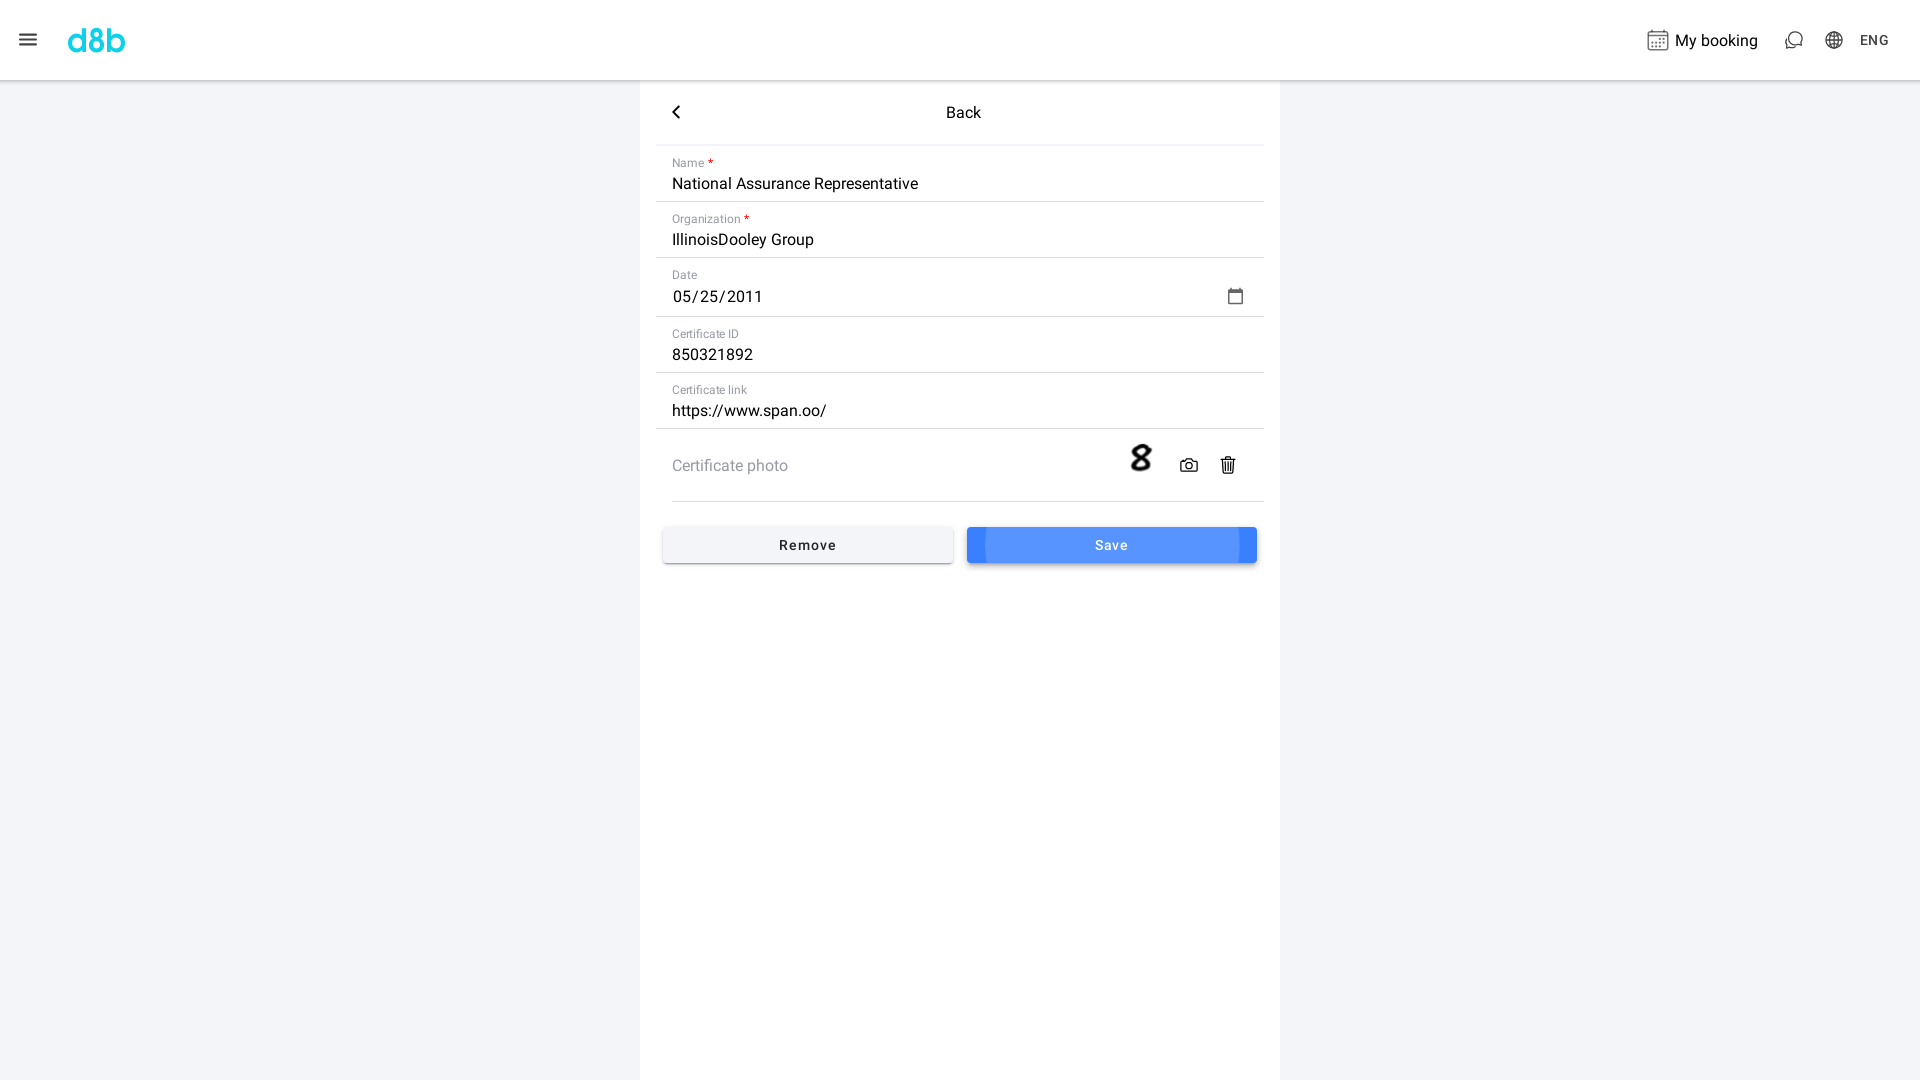 d8b
My booking
ENG
Back
Name *
National Assurance Representative
Organization *
IllinoisDooley Group
Date
05/25/2011
Certificate ID
850321892
Certificate link
https://www.span.oo/
Certificate photo
8
Remove
Save